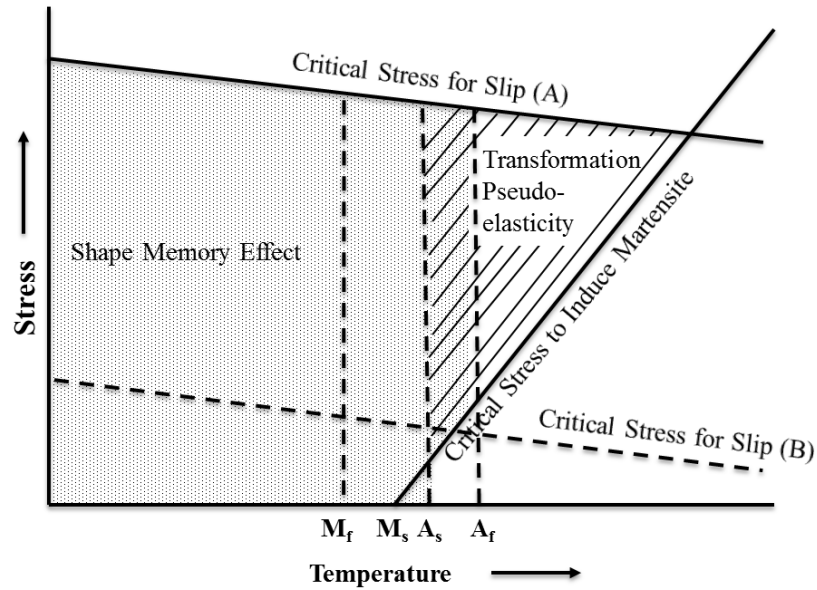 Critical Stress for Slip (A)
Transformation
Pseudo-
elasticity
Shape Memory Effect
Stress
Critical Stress to Induce Martensite
Critical Stress for Slip (B)
Mf Ms As Af
Temperature